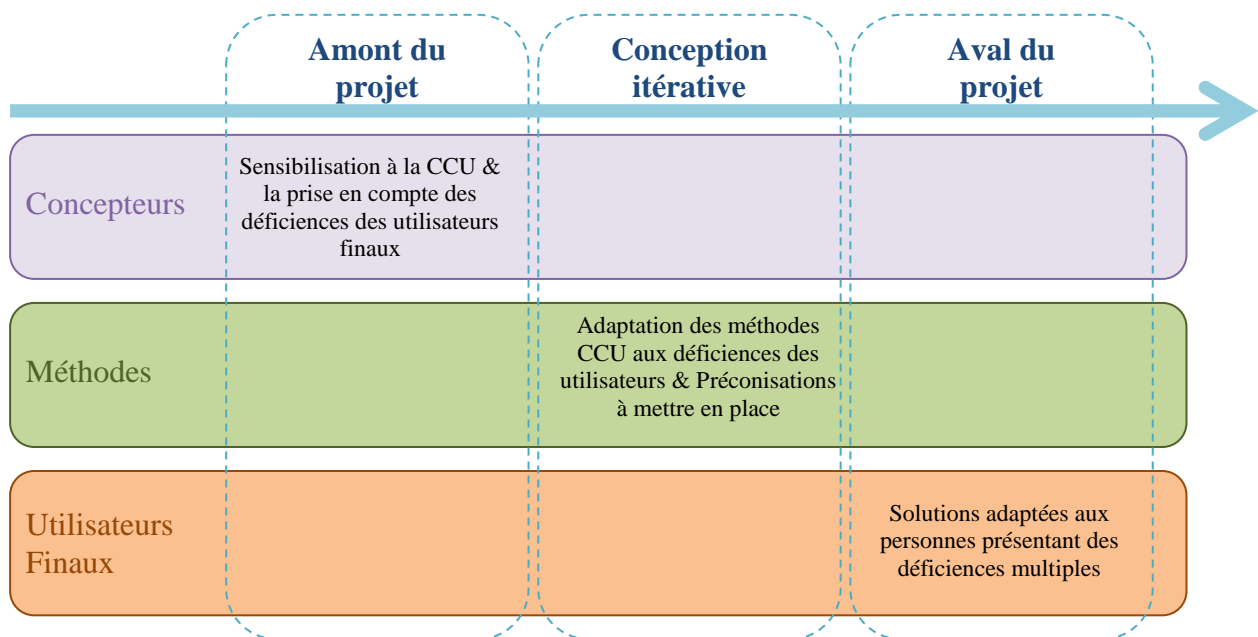 Amont du
projet
Conception
itérative
Aval du
projet
Concepteurs
Sensibilisation à la CCU &
la prise en compte des
déficiences des utilisateurs
finaux
Méthodes
Adaptation des méthodes
CCU aux déficiences des
utilisateurs & Préconisations
à mettre en place
Utilisateurs
Finaux
Solutions adaptées aux
personnes présentant des
déficiences multiples